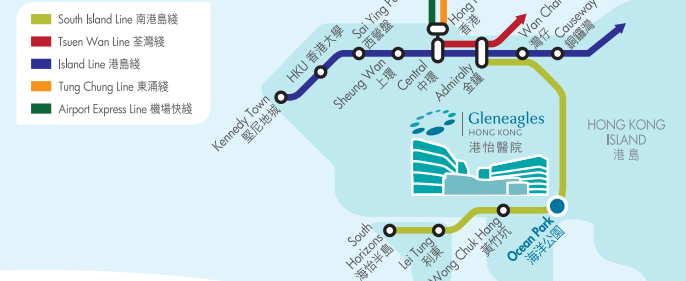 South Island Line 南港島綫
Tsuen Wan Line 荃灣綫
Island Line 港島綫
Tung Chung Line 東涌綫
Airport Express Line 機場快綫
Kennedy Town
堅尼地城
HKU 香港大學
Sai Ying
西營盤
Sheung Wan
上環
Central
中環
Hong
香港
Admiralty
金鐘
Wan Chai
灣仔
Causeway
銅鑼灣
Gleneagles
HONG KONG
港怡醫院
HONG KONG
ISLAND
港島
South
Horizons
海怡半島
Lei Tung
利東
Wong Chuk Hang
黃竹坑
Ocean Park
海洋公園